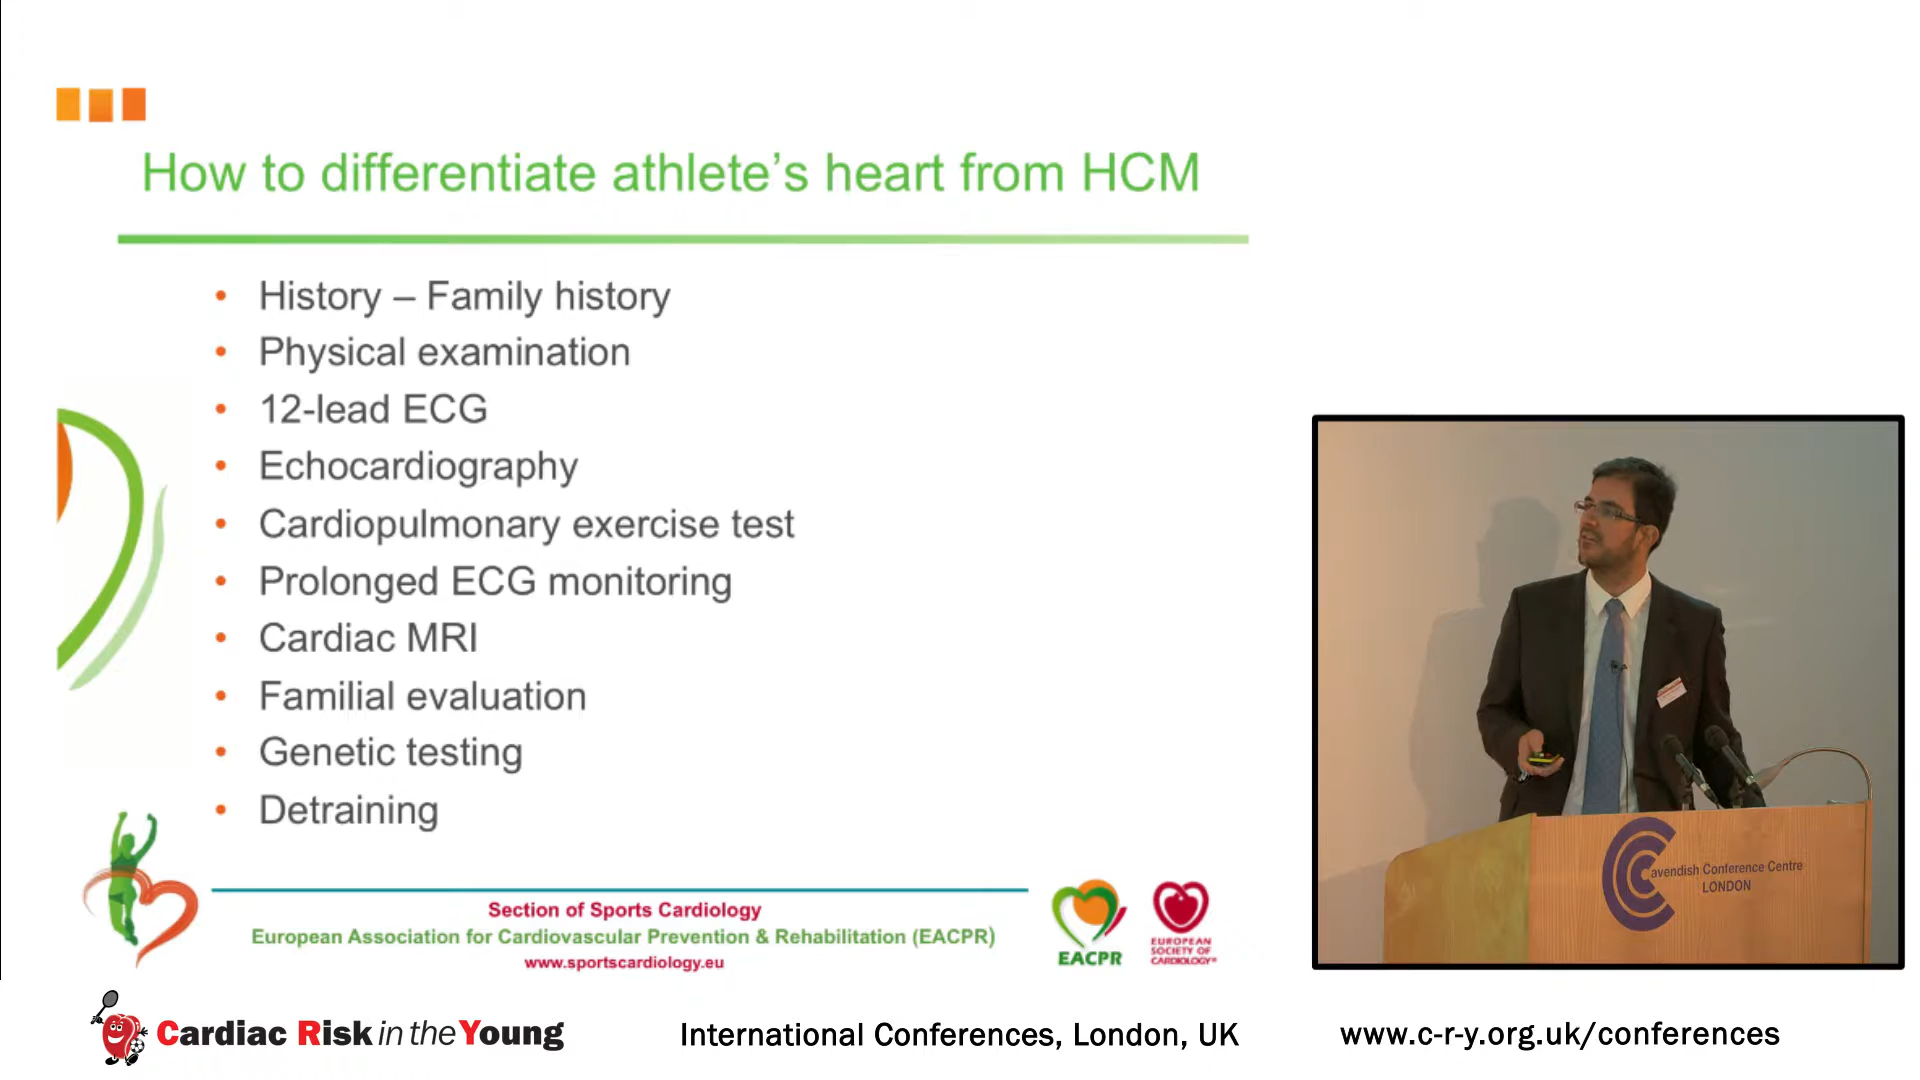 How to differentiate athlete's heart from HCM
• History – Family history
• Physical examination
• 12-lead ECG
• Echocardiography
• Cardiopulmonary exercise test
• Prolonged ECG monitoring
• Cardiac MRI
• Familial evaluation
• Genetic testing
• Detraining
Section of Sports Cardiology
European Association for Cardiovascular Prevention & Rehabilitation (EACPR)
www.sportscardiology.eu
EACPR
EUROPEAN
SOCIETY OF
CARDIOLOGY®
Cavendish Conference Centre
LONDON
Cardiac Risk in the Young
International Conferences, London, UK
www.c-r-y.org.uk/conferences